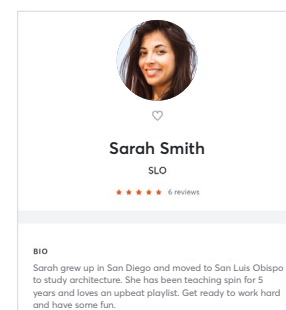 Sarah Smith
SLO
6 reviews
BIO
Sarah grew up in San Diego and moved to San Luis Obispo
to study architecture. She has been teaching spin for 5
years and loves an upbeat playlist. Get ready to work hard
and have some fun.